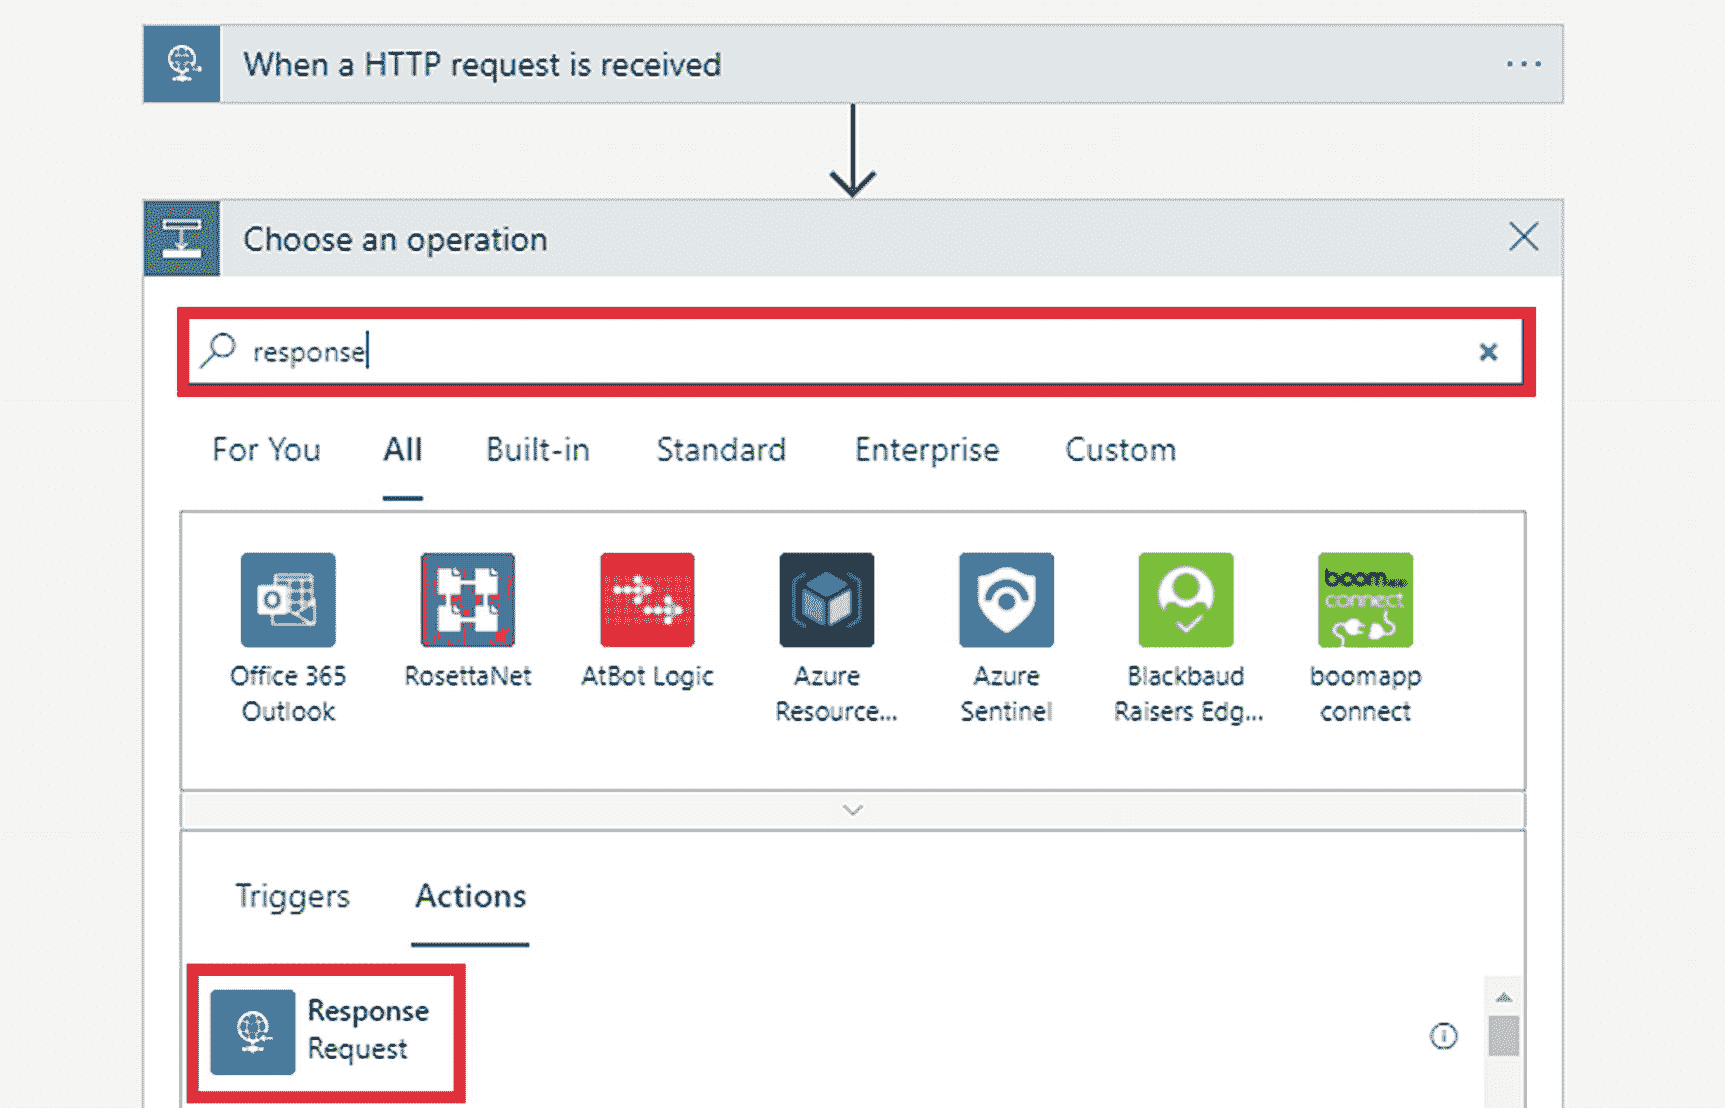 When a HTTP request is received
Choose an operation
response
For You All Built-in Standard Enterprise Custom
boom app
connect
Office 365 RosettaNet AtBot Logic Azure Azure Blackbaud boomapp
Outlook Resource... Sentinel Raisers Edg... connect
Triggers Actions
Response
Request